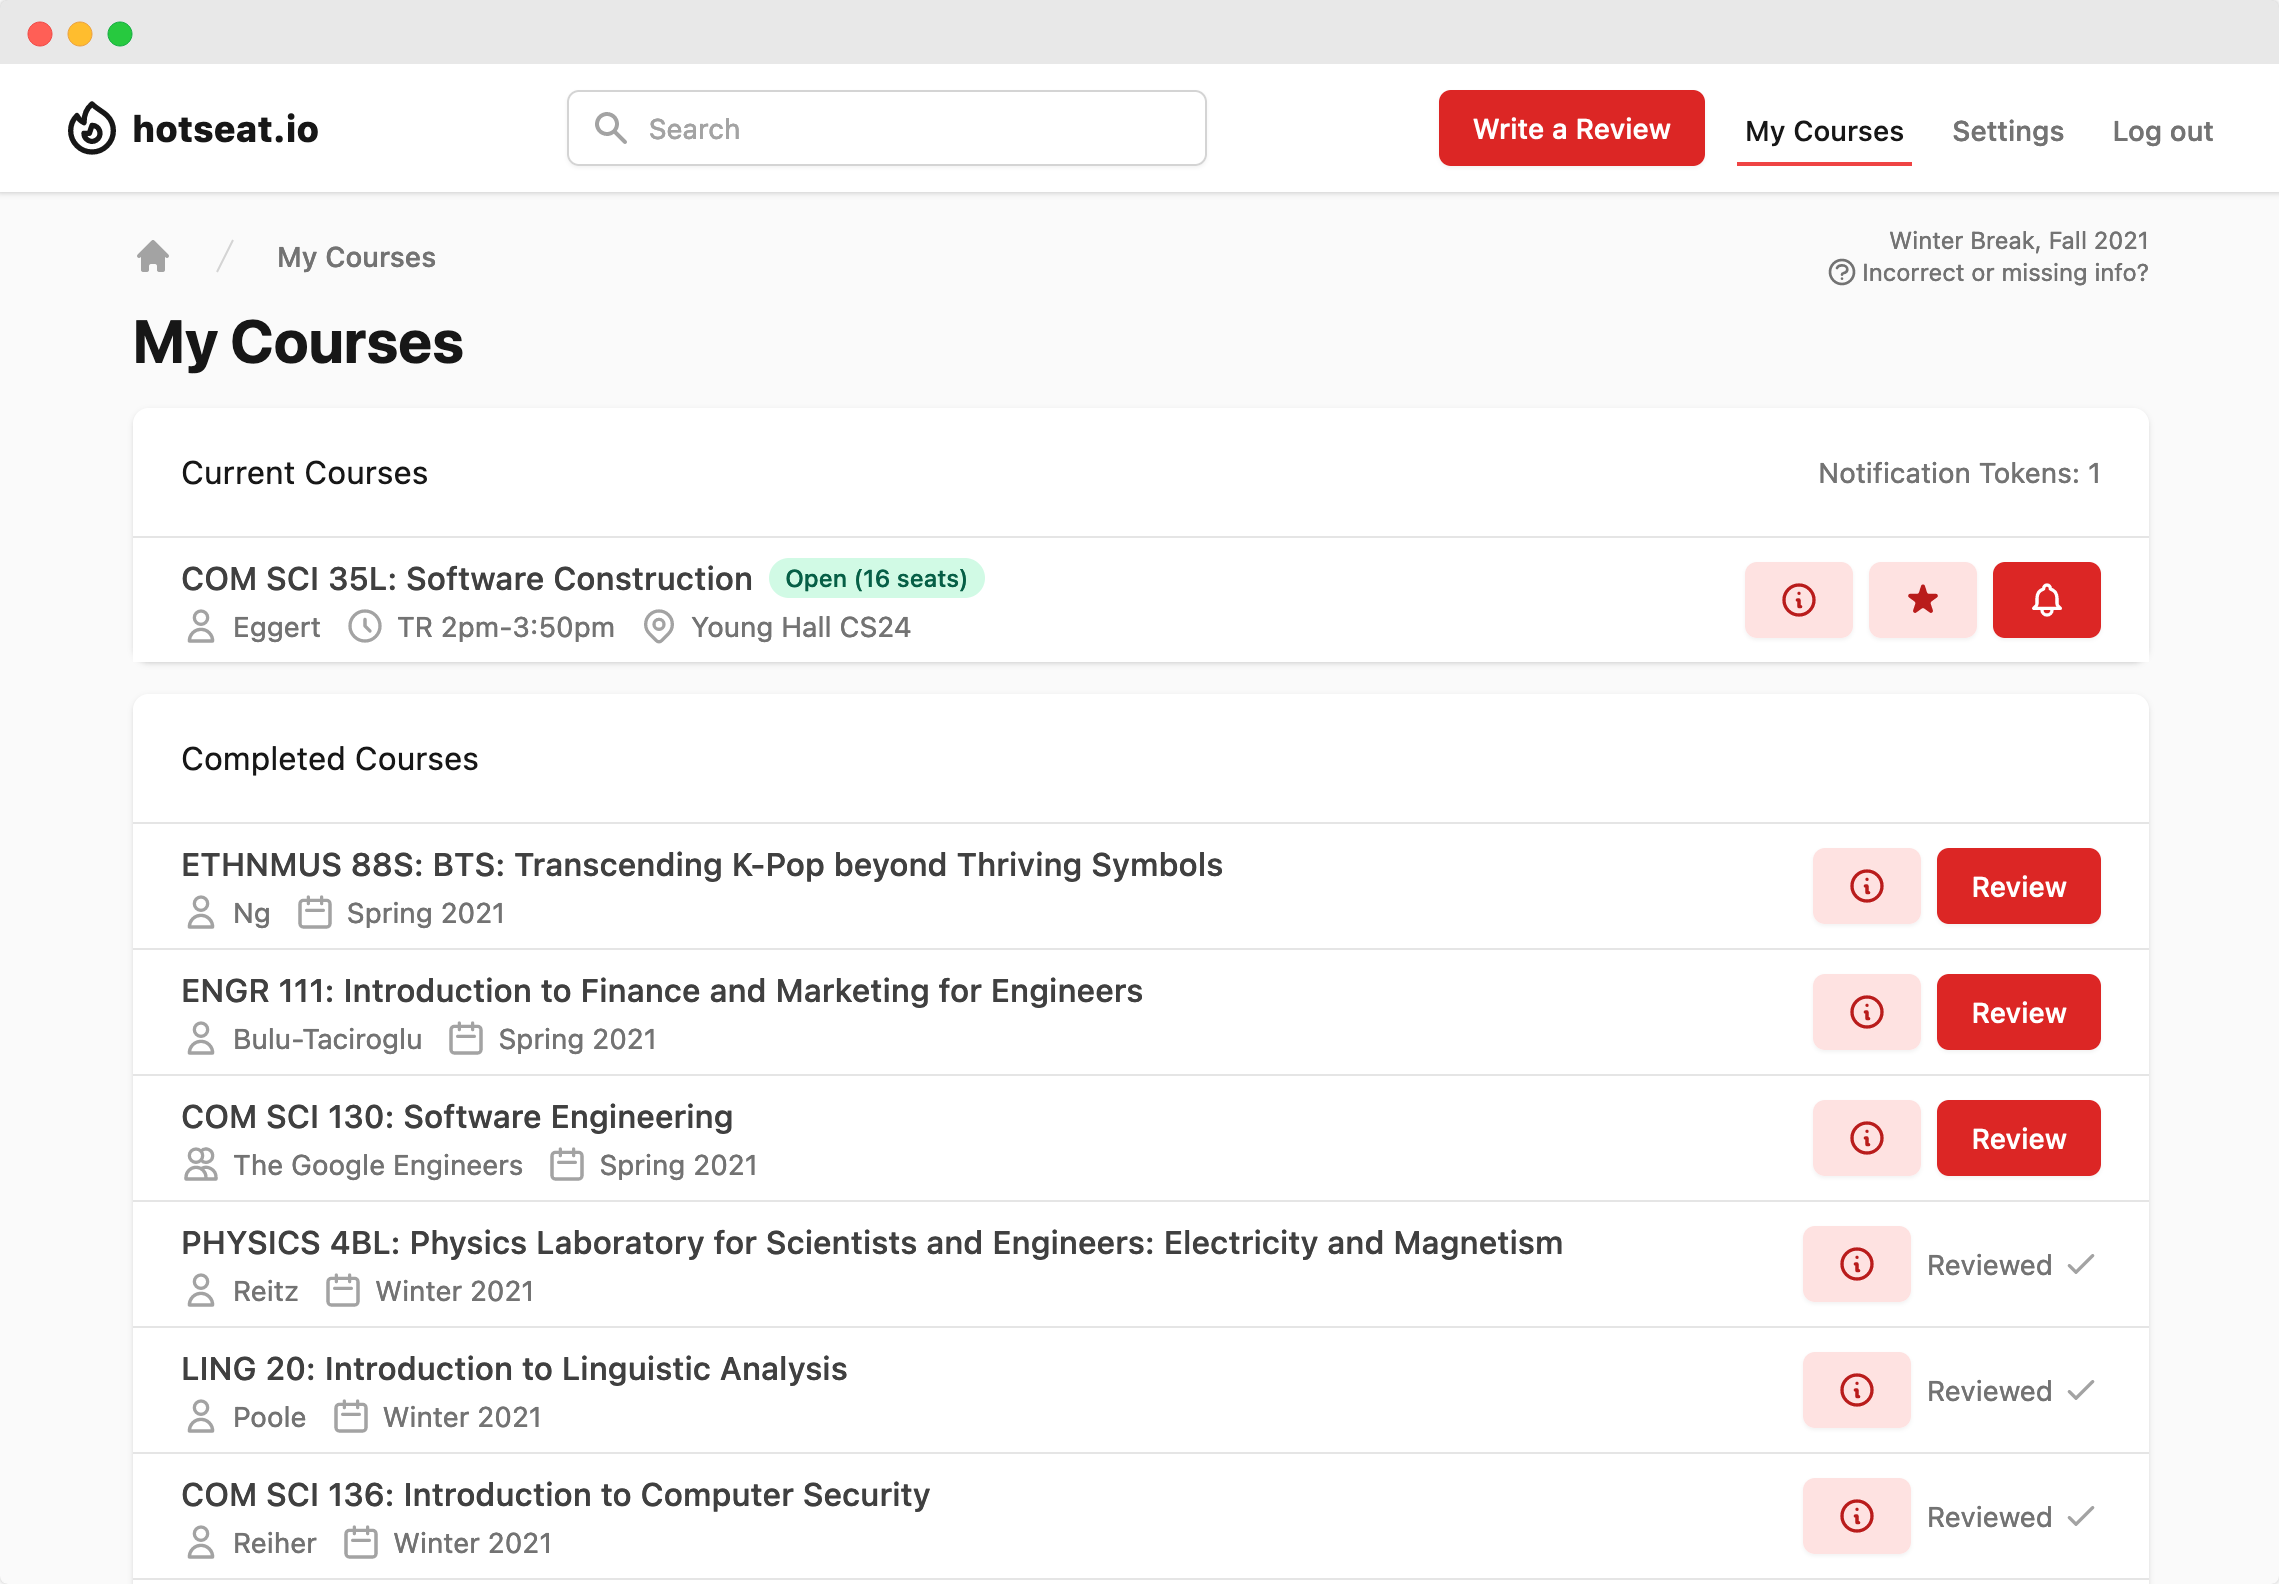 hotseat.io
Search
Write a Review
My Courses
Settings
Log out
My Courses
Winter Break, Fall 2021
Incorrect or missing info?
My Courses
Current Courses
Notification Tokens: 1
COM SCI 35L: Software Construction Open (16 seats)
Eggert TR 2pm-3:50pm Young Hall CS24
Completed Courses
ETHNMUS 88S: BTS: Transcending K-Pop beyond Thriving Symbols
Ng Spring 2021
Review
ENGR 111: Introduction to Finance and Marketing for Engineers
Bulu-Taciroglu Spring 2021
Review
COM SCI 130: Software Engineering
The Google Engineers Spring 2021
Review
PHYSICS 4BL: Physics Laboratory for Scientists and Engineers: Electricity and Magnetism
Reitz Winter 2021
Reviewed
LING 20: Introduction to Linguistic Analysis
Poole Winter 2021
Reviewed
COM SCI 136: Introduction to Computer Security
Reiher Winter 2021
Reviewed